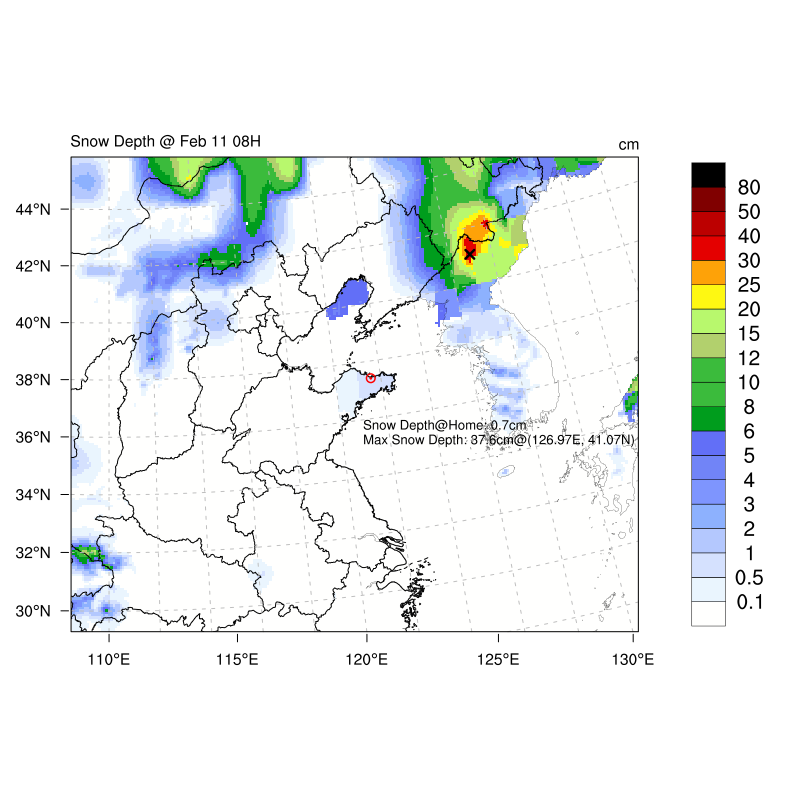 Snow Depth @ Feb 11 08H
cm
44°N
42°N
40°N
38°N
36°N
34°N
32°N
30°N
110°E
115°E
120°E
125°E
130°E
Snow Depth@Home: 0.7cm
Max Snow Depth: 37.6cm@(126.97E, 41.07N)
80
50
40
30
25
20
15
12
10
8
6
5
4
3
2
1
0.5
0.1